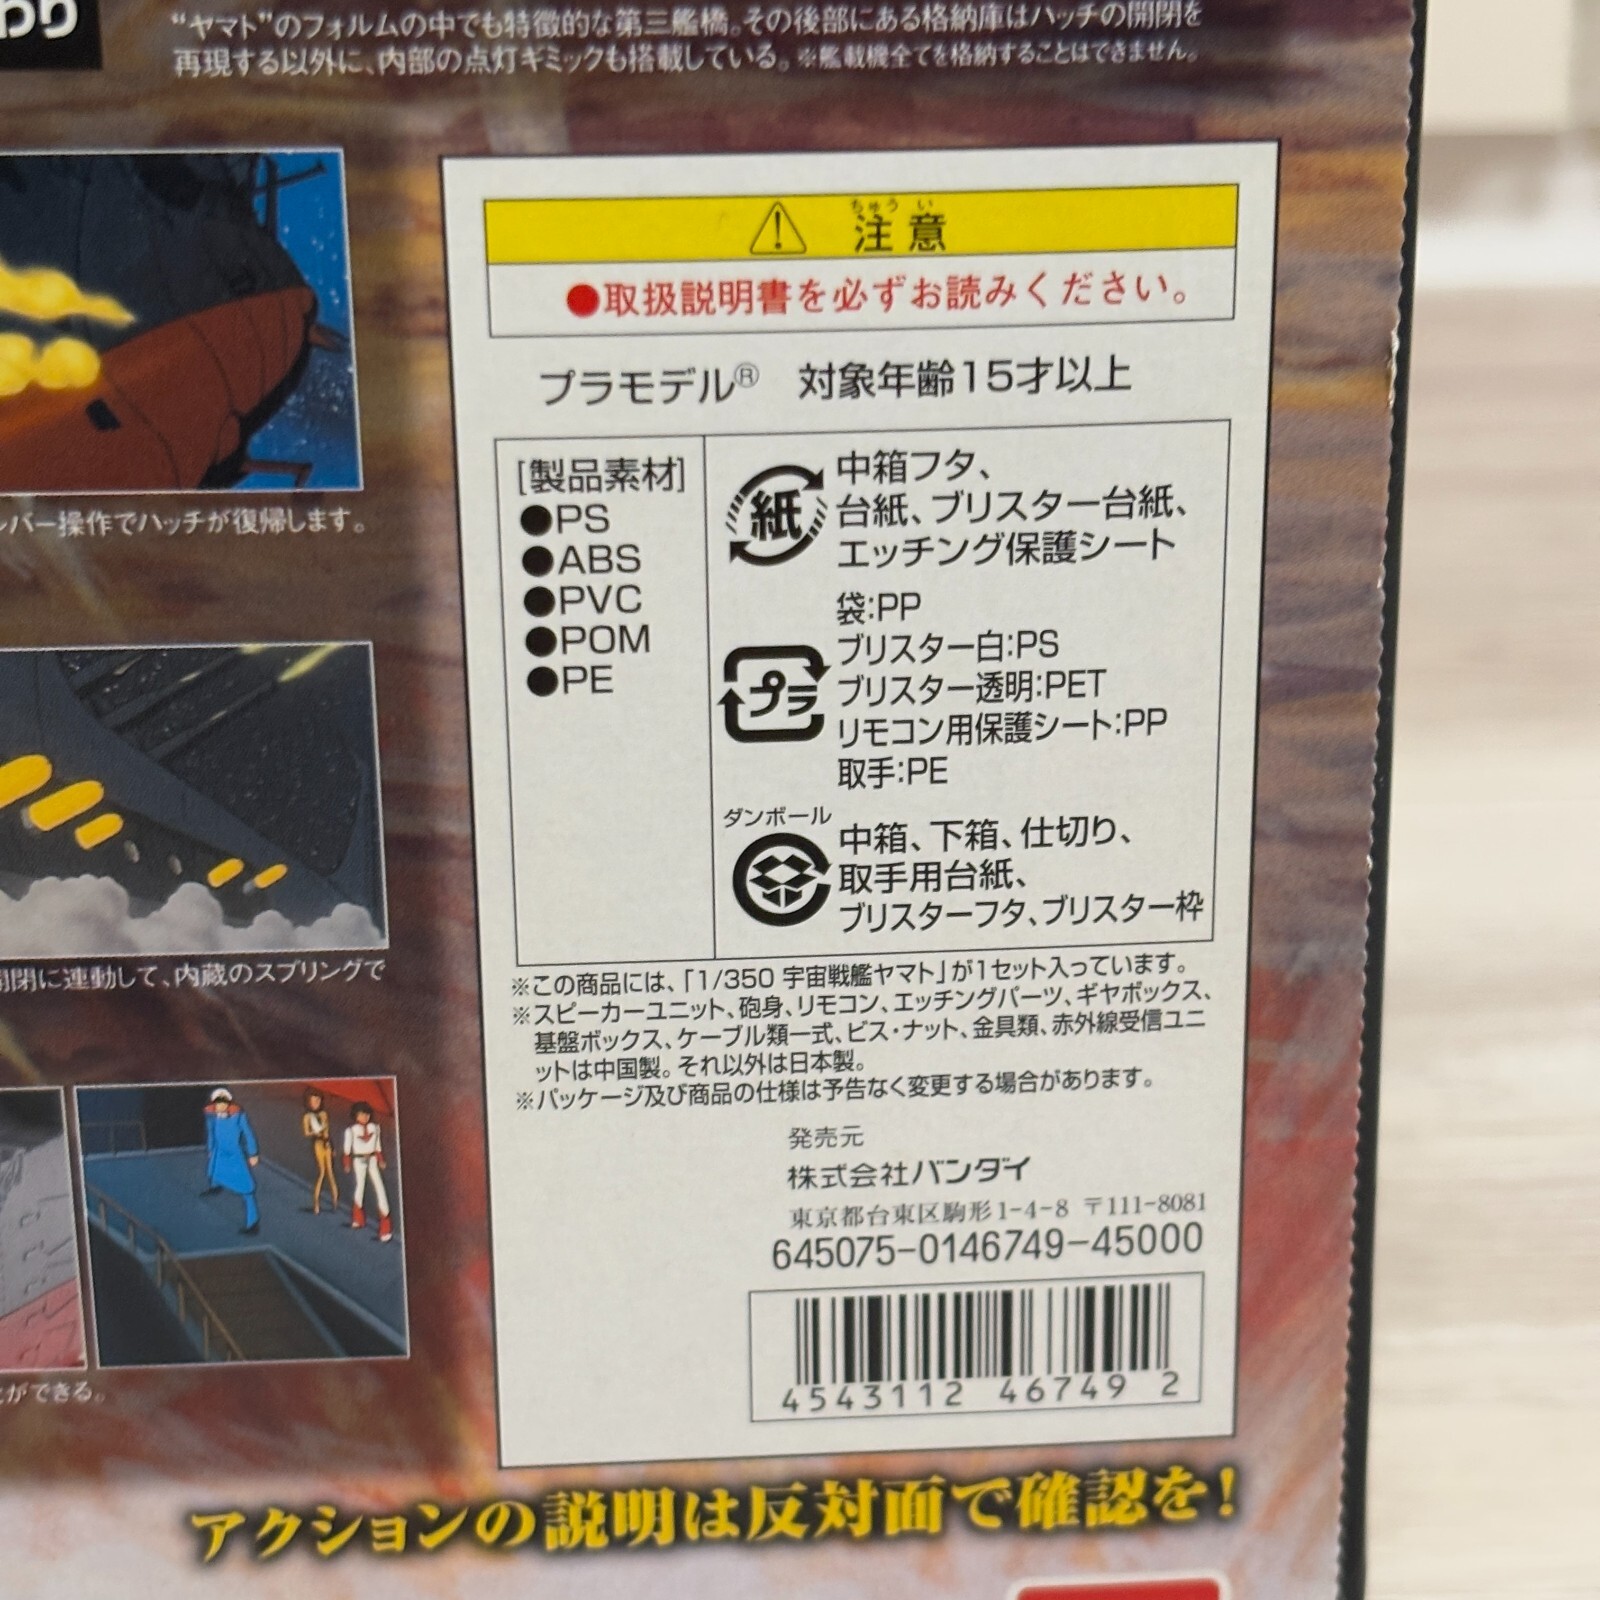 わり
“ヤマト”のフォルムの中でも特徴的な第三艦橋。その後部にある格納庫はハッチの開閉を
再現する以外に、内部の点灯ギミックも搭載している。※艦載機全てを格納することはできません。
ちゅう い
注意
●取扱説明書を必ずお読みください。
プラモデル® 対象年齢15才以上
[製品素材]
●PS
●ABS
●PVC
●POM
●PE
紙
中箱フタ、
台紙、ブリスター台紙、
エッチング保護シート
プラ
袋:PP
ブリスター白:PS
ブリスター透明:PET
リモコン用保護シート:PP
取手:PE
ダンボール
中箱、下箱、仕切り、
取手用台紙、
ブリスターフタ、ブリスター枠
※この商品には、「1/350 宇宙戦艦ヤマト」が1セット入っています。
※スピーカーユニット、砲身、リモコン、エッチングパーツ、ギヤボックス、
基盤ボックス、ケーブル類一式、ビス・ナット、金具類、赤外線受信ユニ
ットは中国製。それ以外は日本製。
※パッケージ及び商品の仕様は予告なく変更する場合があります。
発売元
株式会社バンダイ
東京都台東区駒形1-4-8 〒111-8081
645075-0146749-45000
4543112 467492
レバー操作でハッチが復帰します。
開閉に連動して、内蔵のスプリングで
ができる。
アクションの説明は反対面で確認を!